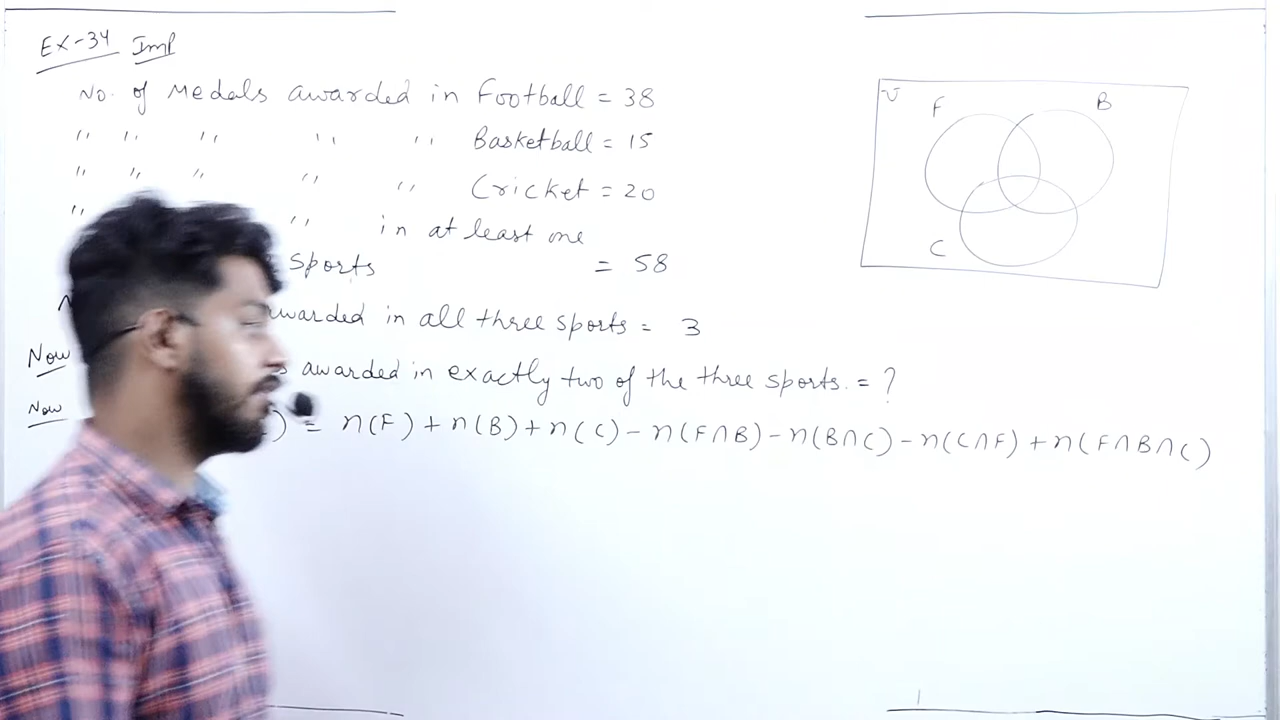 Ex-34 Imp
No. of Medals awarded in Football = 38
" " " " " Basketball = 15
" " " " " Cricket = 20
" " in at least one
sports = 58
awarded in all three sports = 3
Now awarded in exactly two of the three sports. = ?
Now ) = n(F) + n(B) + n(C) - n(F∩B) - n(B∩C) - n(C∩F) + n(F∩B∩C)
U
F
B
C